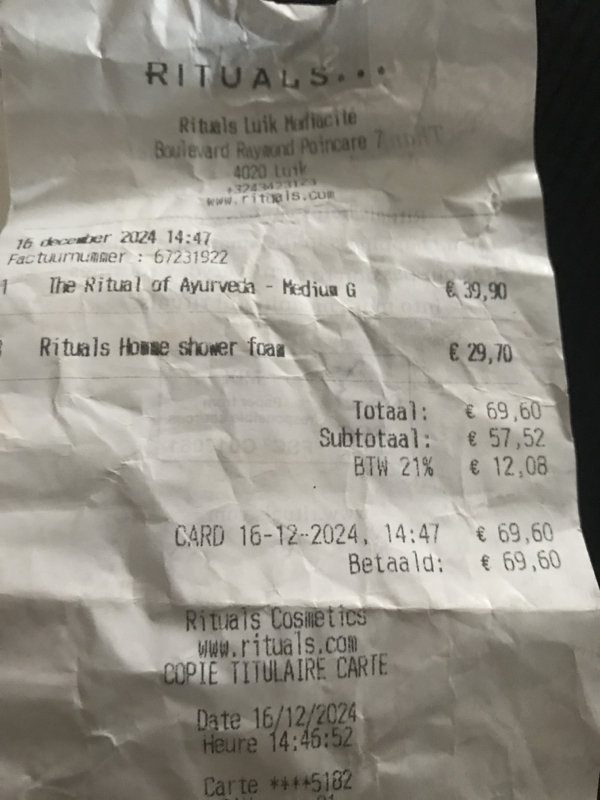 RITUALS...
Rituals Luik Mediacité
Boulevard Raymond Poincare 7
4020 Luik
www.rituals.com
16 december 2024 14:47
Factuurnummer : 67231922
1 The Ritual of Ayurveda - Medium G € 39,90
Rituals Homme shower foam € 29,70
Totaal: € 69,60
Subtotaal: € 57,52
BTW 21% € 12,08
CARD 16-12-2024, 14:47 € 69,60
Betaald: € 69,60
Rituals Cosmetics
www.rituals.com
COPIE TITULAIRE CARTE
Date 16/12/2024
Heure 14:46:52
Carte ****5182